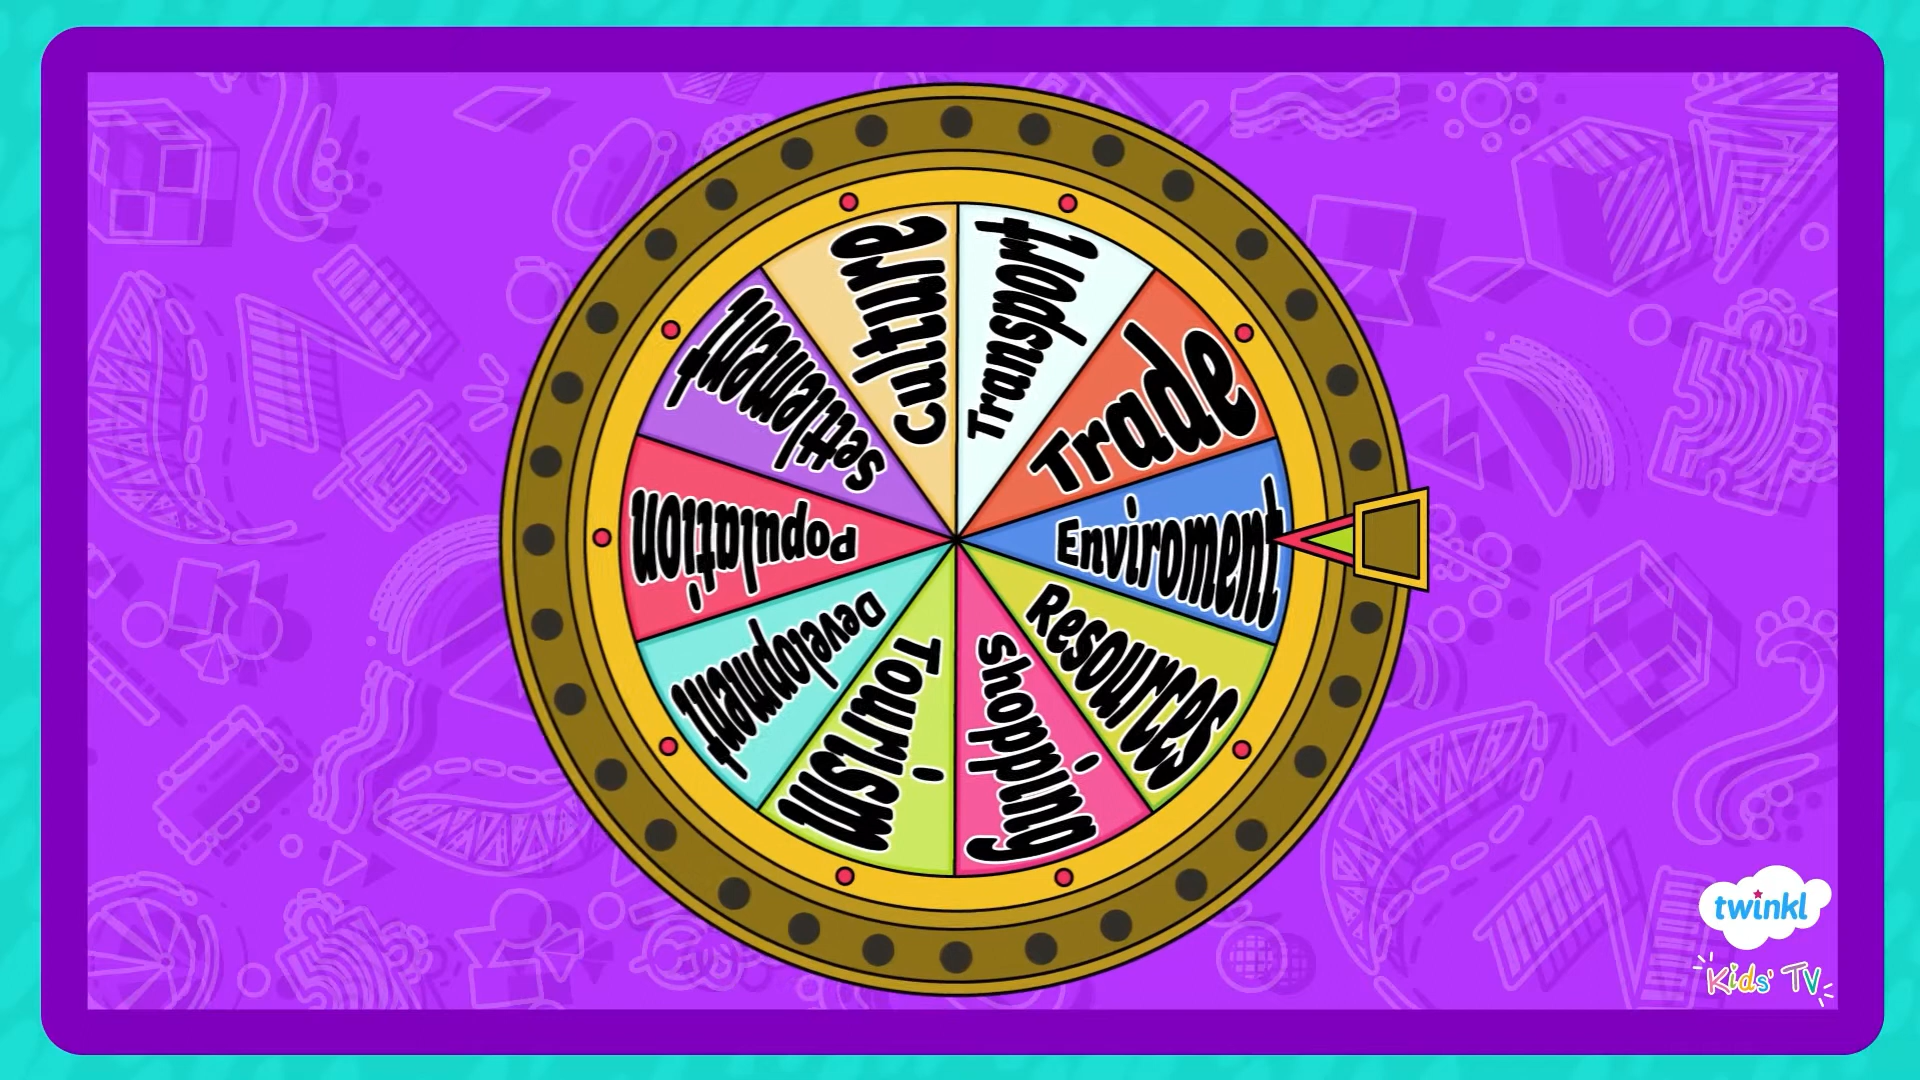 Transport
Trade
Enviroment
Resources
Shopping
Tourism
Development
Population
settlement
Culture
twinkl
Kids' TV